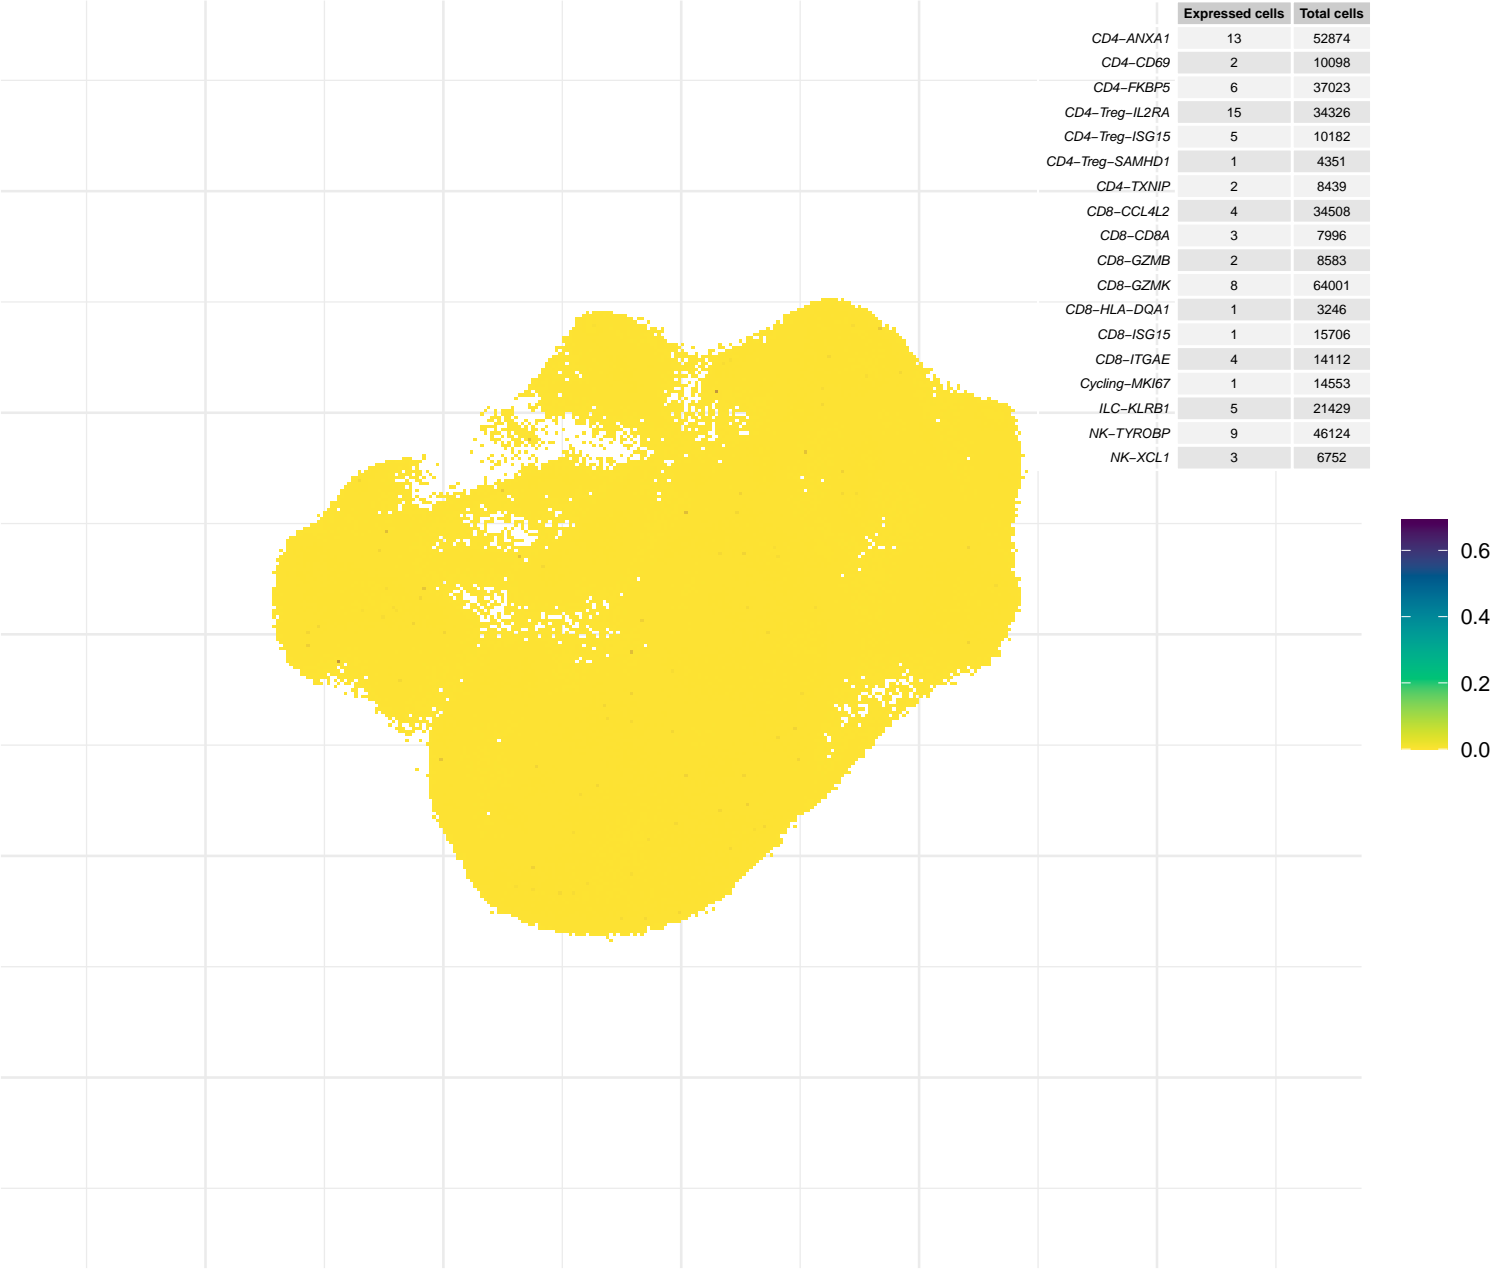 Expressed cells Total cells
CD4−ANXA1 13 52874
CD4−CD69 2 10098
CD4−FKBP5 6 37023
CD4−Treg−IL2RA 15 34326
CD4−Treg−ISG15 5 10182
CD4−Treg−SAMHD1 1 4351
CD4−TXNIP 2 8439
CD8−CCL4L2 4 34508
CD8−CD8A 3 7996
CD8−GZMB 2 8583
CD8−GZMK 8 64001
CD8−HLA−DQA1 1 3246
CD8−ISG15 1 15706
CD8−ITGAE 4 14112
Cycling−MKI67 1 14553
ILC−KLRB1 5 21429
NK−TYROBP 9 46124
NK−XCL1 3 6752
0.6
0.4
0.2
0.0